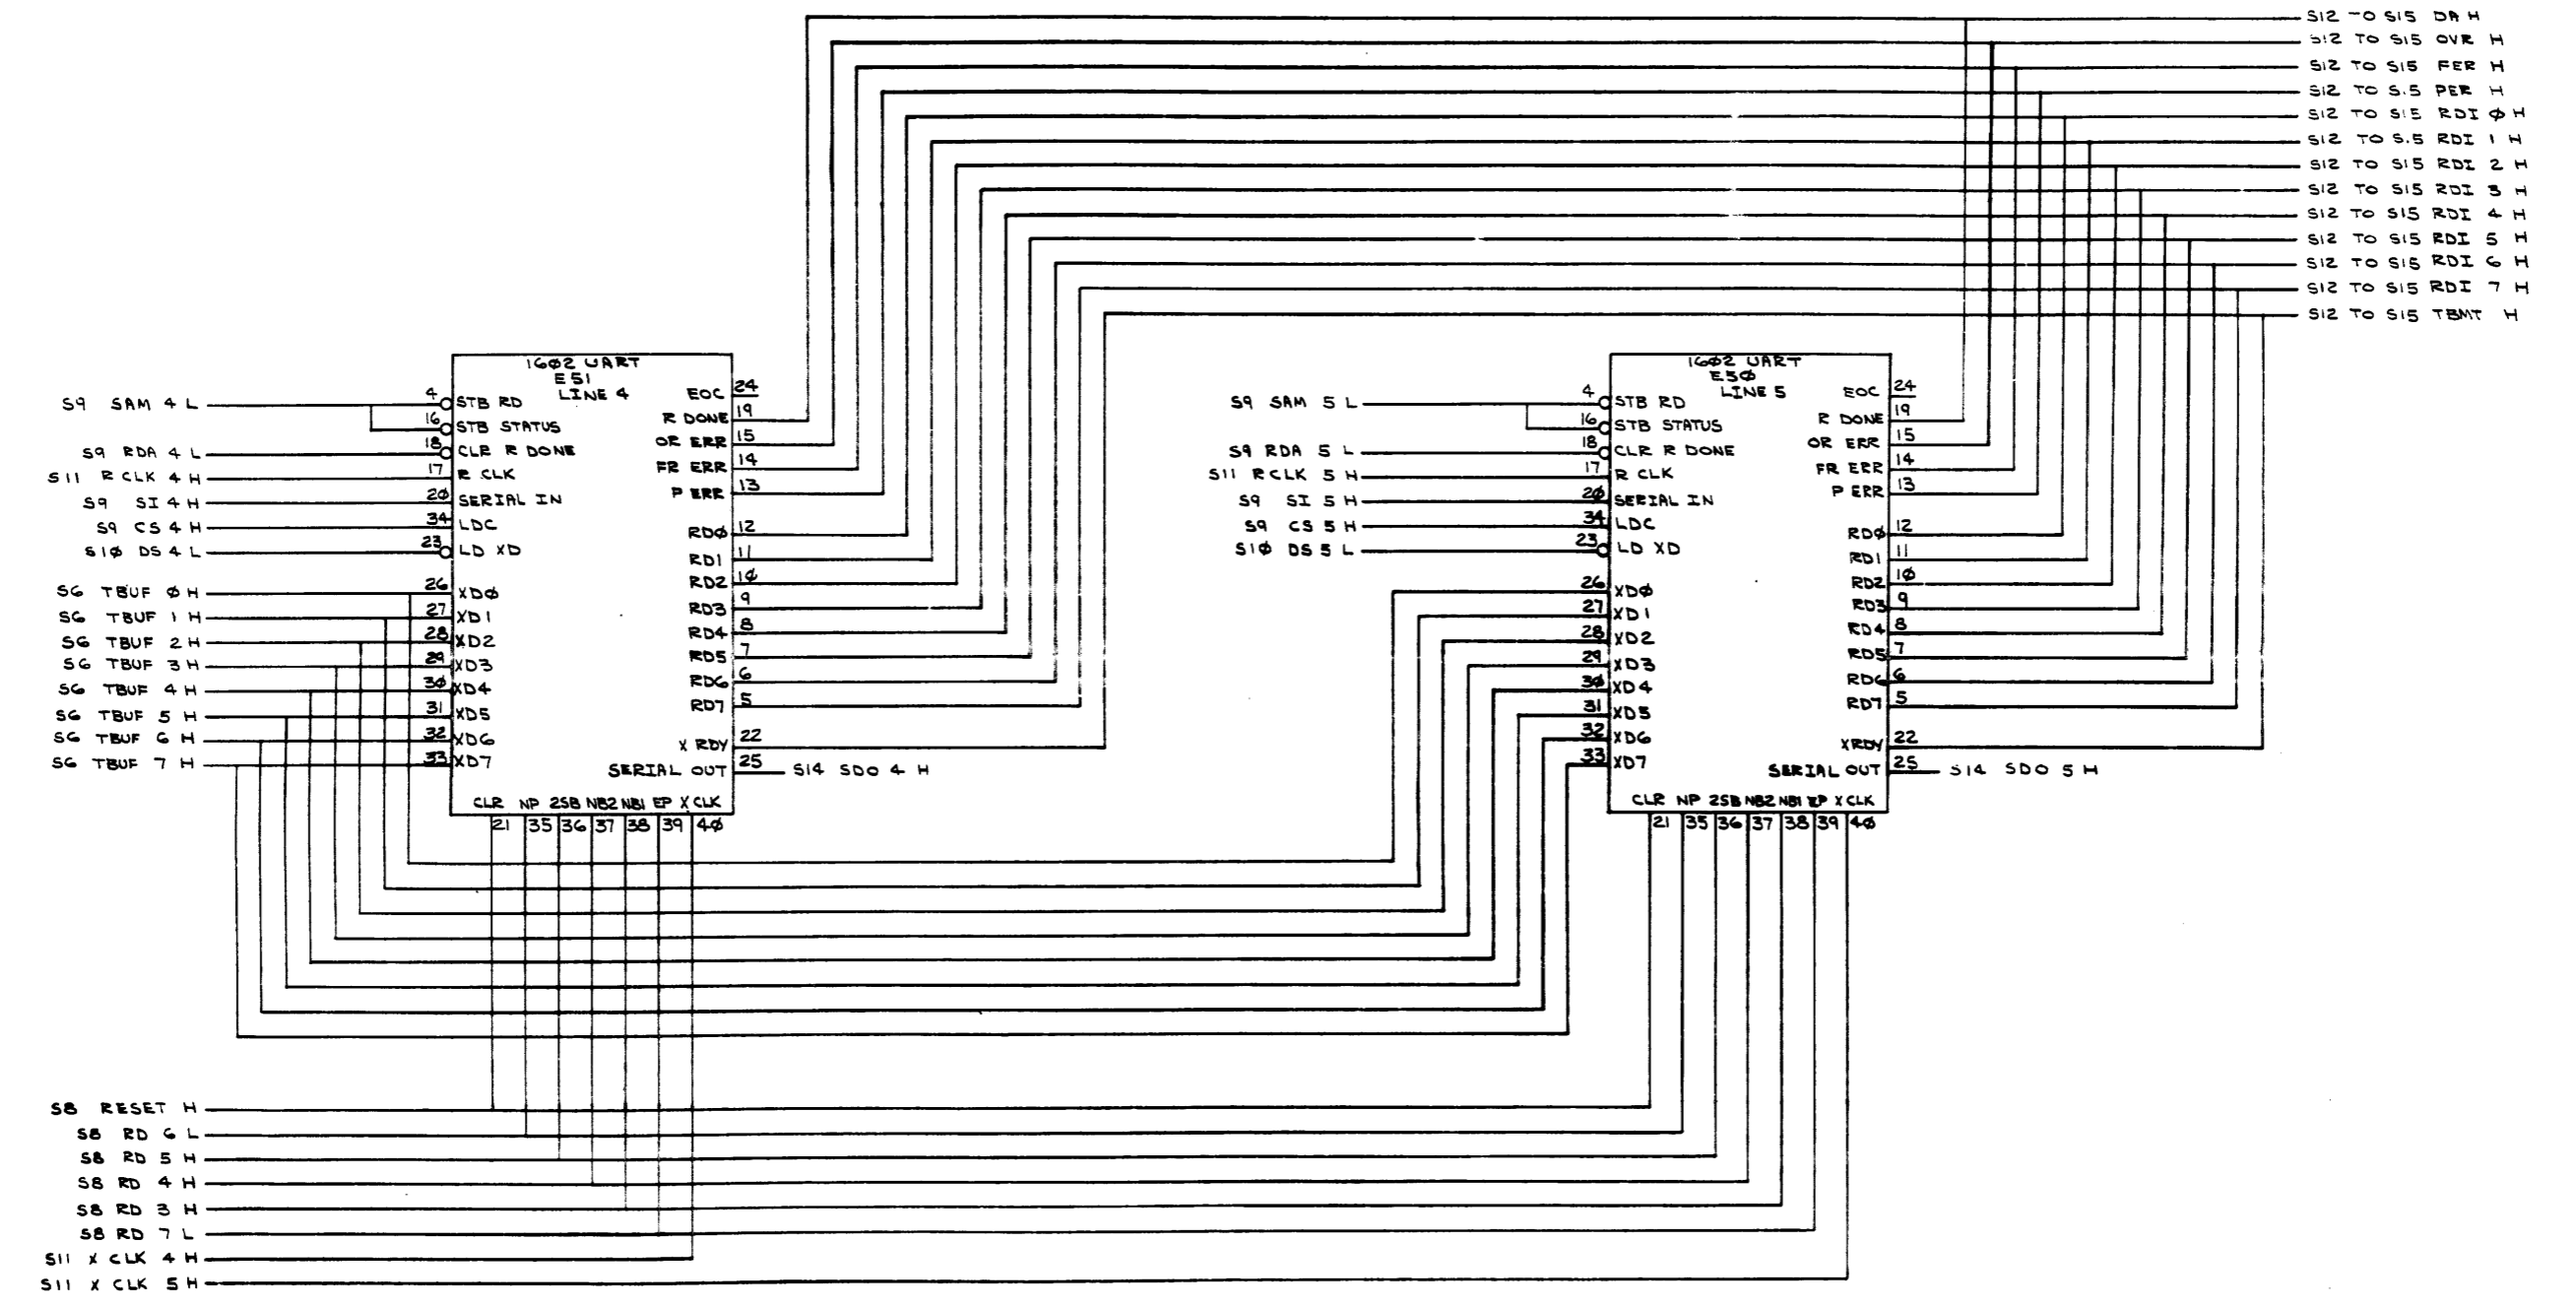 S12 TO S15 DA H
S12 TO S15 OVR H
S12 TO S15 FER H
S12 TO S.5 PER H
S12 TO S15 RDI Ø H
S12 TO S.5 RDI 1 H
S12 TO S15 RDI 2 H
S12 TO S15 RDI 3 H
S12 TO S15 RDI 4 H
S12 TO S15 RDI 5 H
S12 TO S15 RDI 6 H
S12 TO S15 RDI 7 H
S12 TO S15 TBMT H
S9 SAM 4 L
S9 RDA 4 L
S11 R CLK 4 H
S9 SI 4 H
S9 CS 4 H
S1Ø DS 4 L
S6 TBUF Ø H
S6 TBUF 1 H
S6 TBUF 2 H
S6 TBUF 3 H
S6 TBUF 4 H
S6 TBUF 5 H
S6 TBUF 6 H
S6 TBUF 7 H
16Ø2 UART
E51
LINE 4
4 STB RD
16 STB STATUS
18 CLR R DONE
17 R CLK
2Ø SERIAL IN
34 LDC
23 LD XD
26 XDØ
27 XD1
28 XD2
29 XD3
3Ø XD4
31 XD5
32 XD6
33 XD7
EOC 24
R DONE 19
OR ERR 15
FR ERR 14
P ERR 13
RDØ 12
RD1 11
RD2 1Ø
RD3 9
RD4 8
RD5 7
RD6 6
RD7 5
X RDY 22
SERIAL OUT 25 S14 SDO 4 H
CLR NP 2SB NB2 NB1 EP X CLK
21 35 36 37 38 39 4Ø
S9 SAM 5 L
S9 RDA 5 L
S11 RCLK 5 H
S9 SI 5 H
S9 CS 5 H
S1Ø DS 5 L
16Ø2 UART
E5Ø
LINE 5
4 STB RD
16 STB STATUS
18 CLR R DONE
17 R CLK
2Ø SERIAL IN
34 LDC
23 LD XD
26 XDØ
27 XD1
28 XD2
29 XD3
3Ø XD4
31 XD5
32 XD6
33 XD7
EOC 24
R DONE 19
OR ERR 15
FR ERR 14
P ERR 13
RDØ 12
RD1 11
RD2 1Ø
RD3 9
RD4 8
RD5 7
RD6 6
RD7 5
XRDY 22
SERIAL OUT 25 S14 SDO 5 H
CLR NP 2SB NB2 NB1 EP X CLK
21 35 36 37 38 39 4Ø
S8 RESET H
S8 RD 6 L
S8 RD 5 H
S8 RD 4 H
S8 RD 3 H
S8 RD 7 L
S11 X CLK 4 H
S11 X CLK 5 H